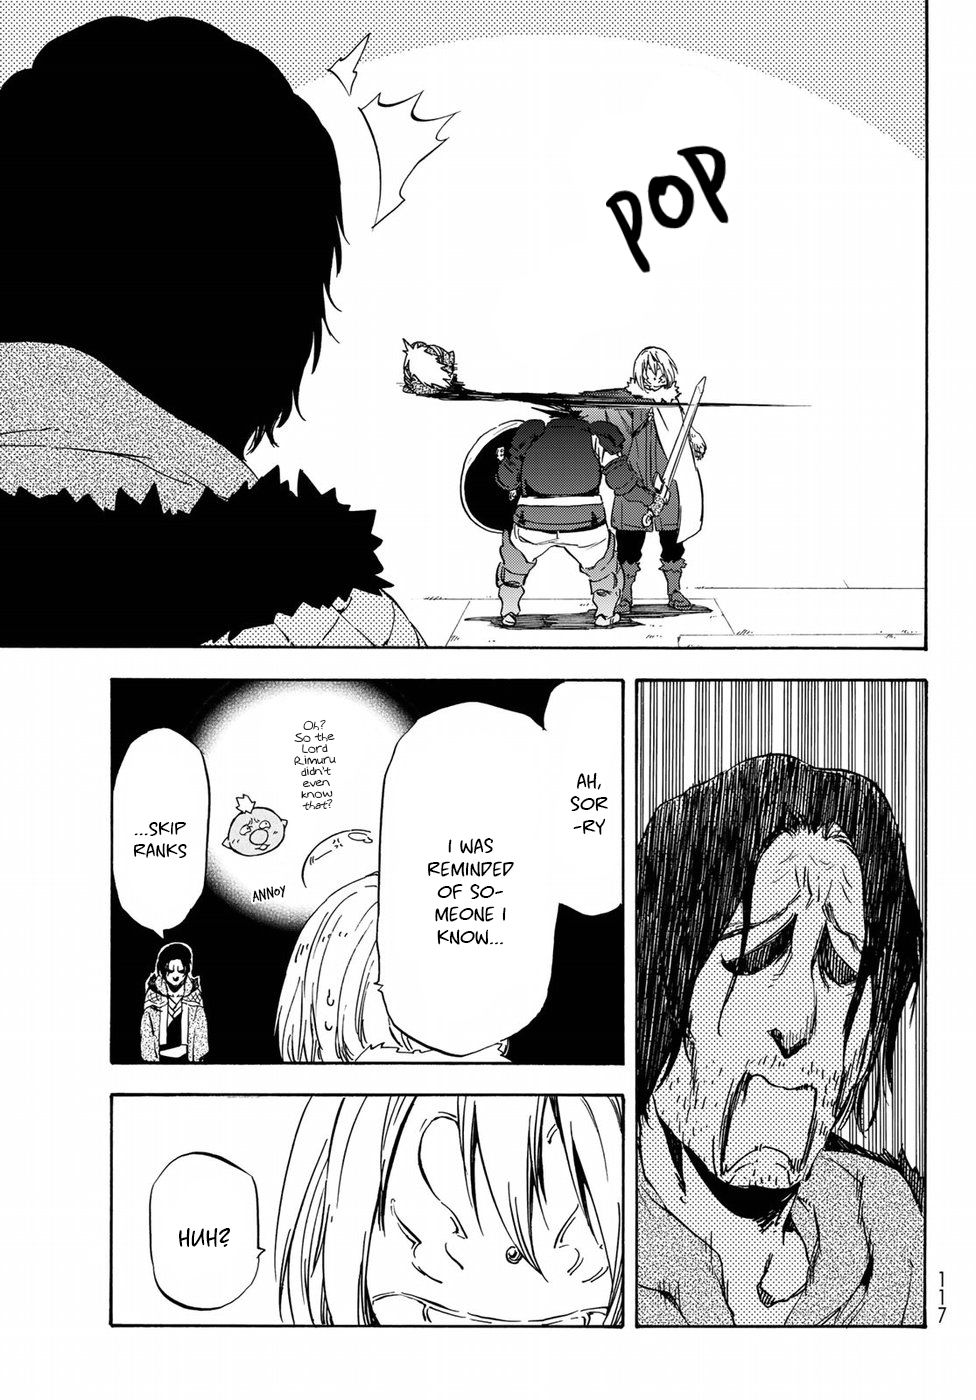 POP
AH,
SOR
-RY
I WAS
REMINDED
OF SO-
MEONE I
KNOW...
Oh?
So the
Lord
Rimuru
didn't
even
know
that?
ANNOY
...SKIP
RANKS
HUH?
117